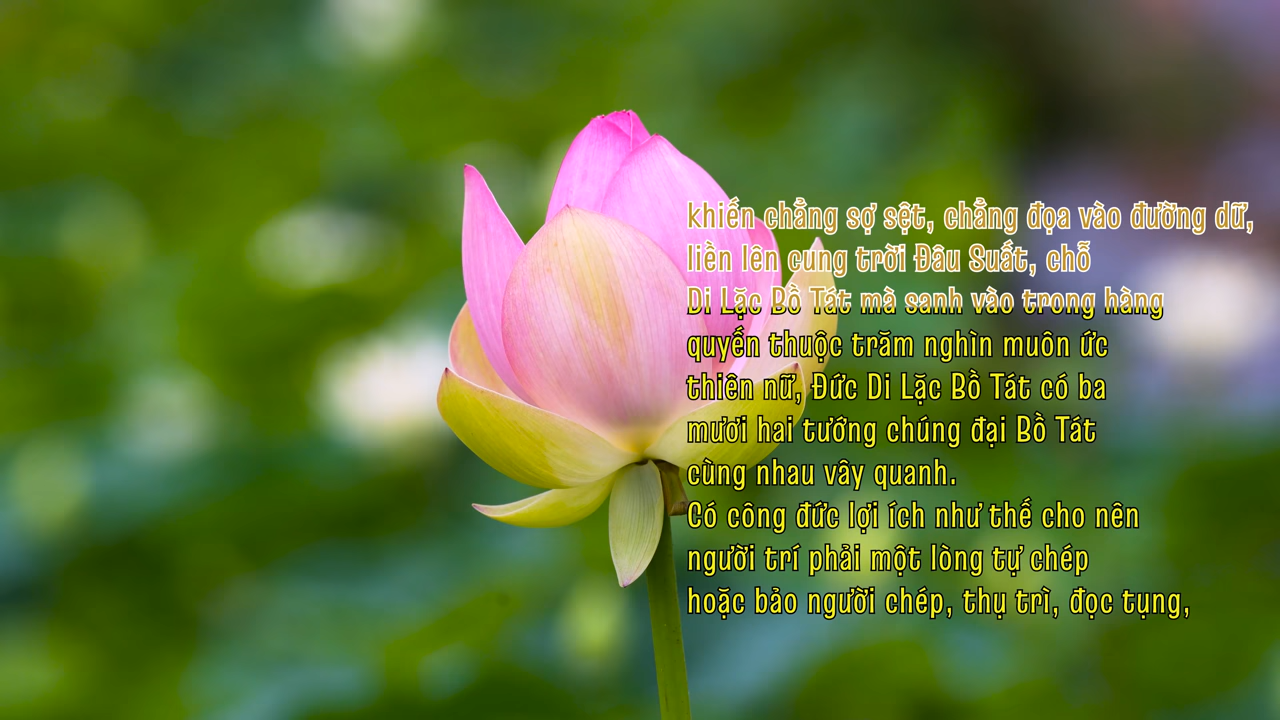 khiến chẳng sợ sệt, chẳng đọa vào đường dữ,
liền lên cung trời Đâu Suất, chỗ
Di Lặc Bồ Tát mà sanh vào trong hàng
quyến thuộc trăm nghìn muôn ức
thiên nữ, Đức Di Lặc Bồ Tát có ba
mươi hai tướng chúng đại Bồ Tát
cùng nhau vây quanh.
Có công đức lợi ích như thế cho nên
người trí phải một lòng tự chép
hoặc bảo người chép, thụ trì, đọc tụng,